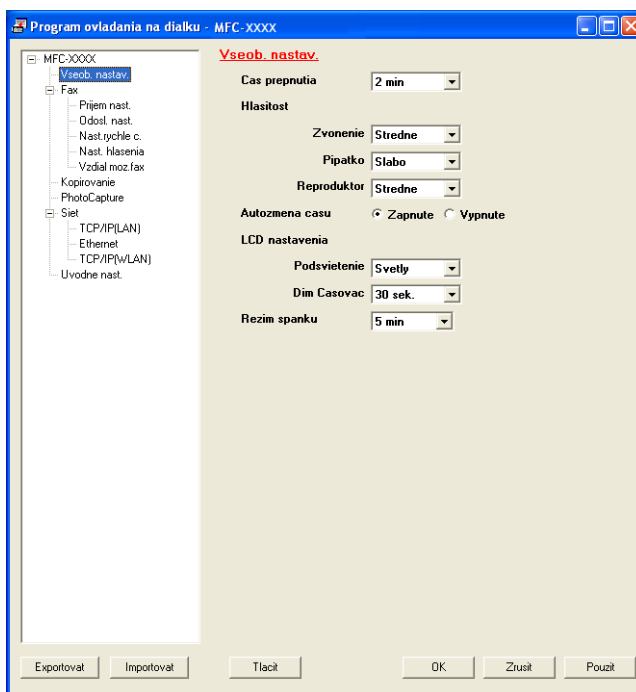 Program ovladania na dialku - MFC-XXXX
MFC-XXXX
Vseob. nastav.
Fax
Prijem nast.
Odosl. nast.
Nast.rychle c.
Nast. hlasenia
Vzdial moz.fax
Kopirovanie
PhotoCapture
Siet
TCP/IP(LAN)
Ethernet
TCP/IP(WLAN)
Uvodne nast.
Vseob. nastav.
Cas prepnutia 2 min
Hlasitost
Zvonenie Stredne
Pipatko Slabo
Reproduktor Stredne
Autozmena casu Zapnute Vypnute
LCD nastavenia
Podsvietenie Svetly
Dim Casovac 30 sek.
Rezim spanku 5 min
Exportovat Importovat Tlacit OK Zrusit Pouzit